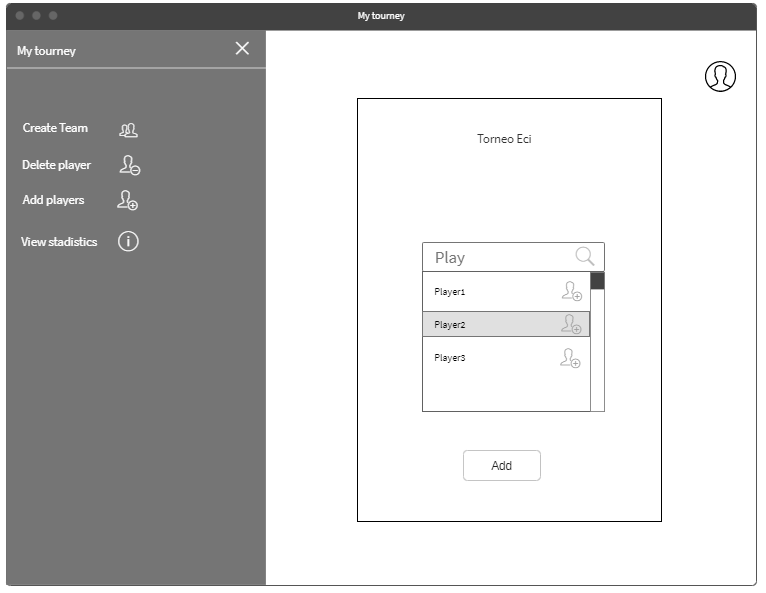 My tourney
My tourney
Create Team
Delete player
Add players
View stadistics
Torneo Eci
Play
Player1
Player2
Player3
Add